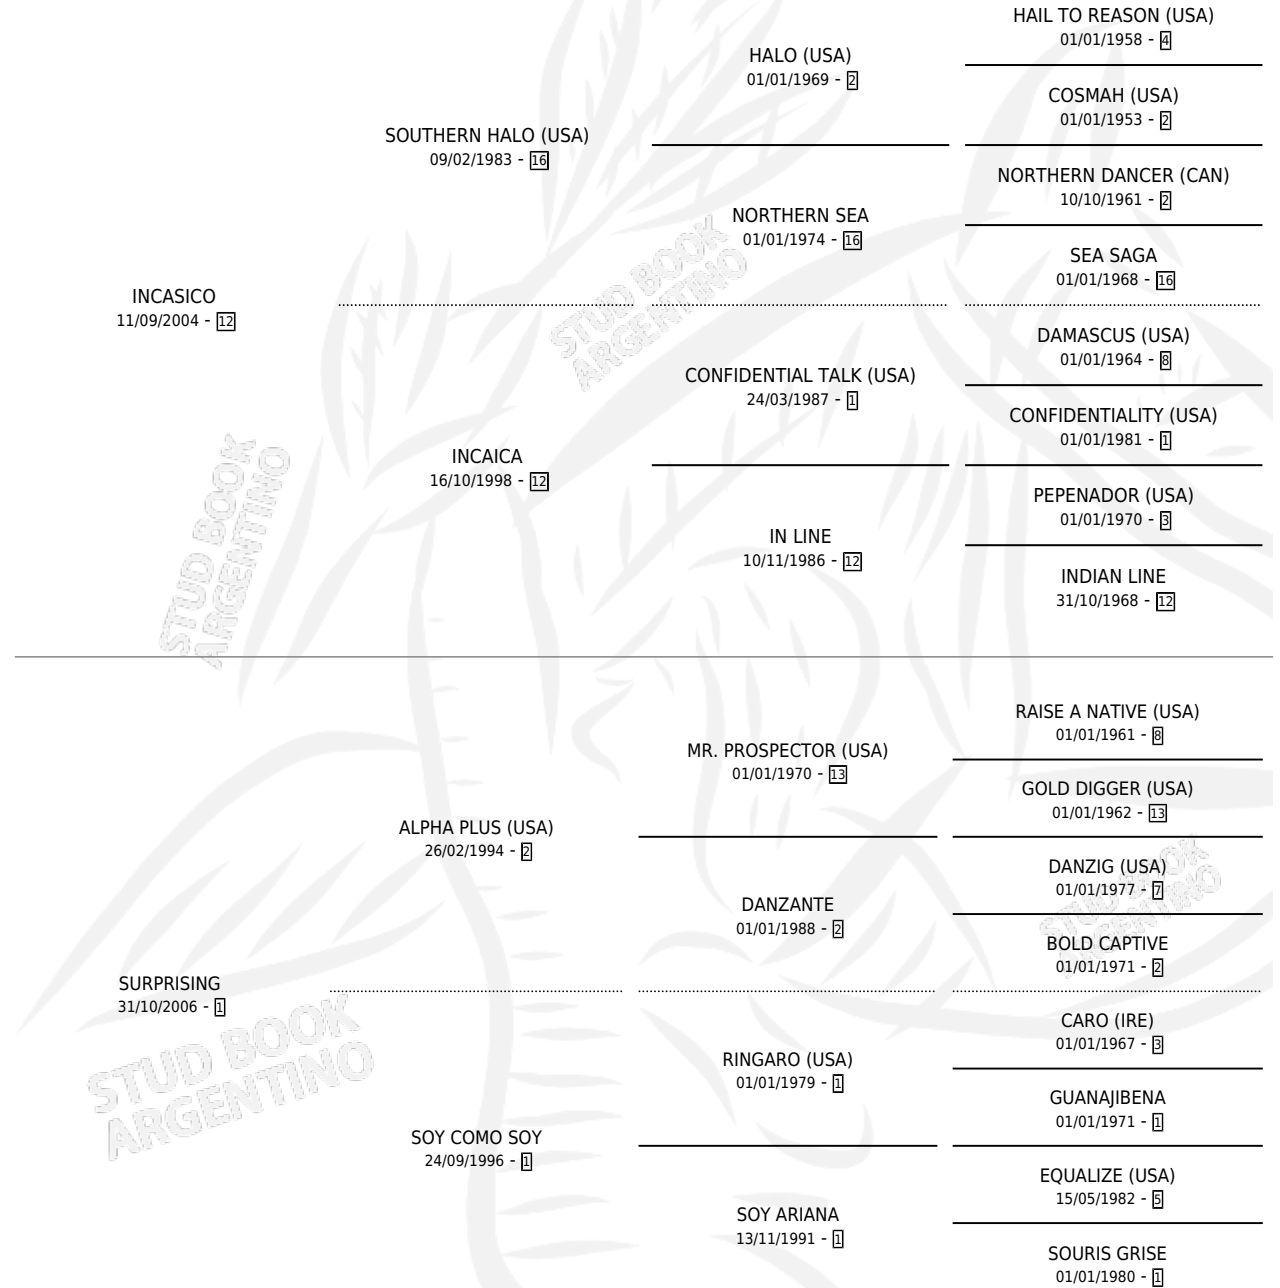 HAIL TO REASON (USA)
01/01/1958 - 4
HALO (USA)
01/01/1969 - 2
COSMAH (USA)
01/01/1953 - 2
SOUTHERN HALO (USA)
09/02/1983 - 16
NORTHERN DANCER (CAN)
10/10/1961 - 2
NORTHERN SEA
01/01/1974 - 16
SEA SAGA
01/01/1968 - 16
STUD BOOK
ARGENTINO
INCASICO
11/09/2004 - 12
DAMASCUS (USA)
01/01/1964 - 8
CONFIDENTIAL TALK (USA)
24/03/1987 - 1
CONFIDENTIALITY (USA)
01/01/1981 - 1
INCAICA
16/10/1998 - 12
STUD BOOK
ARGENTINO
PEPENADOR (USA)
01/01/1970 - 3
IN LINE
10/11/1986 - 12
INDIAN LINE
31/10/1968 - 12
RAISE A NATIVE (USA)
01/01/1961 - 8
MR. PROSPECTOR (USA)
01/01/1970 - 13
GOLD DIGGER (USA)
01/01/1962 - 13
ALPHA PLUS (USA)
26/02/1994 - 2
DANZIG (USA)
01/01/1977 - 7
STUD BOOK
ARGENTINO
DANZANTE
01/01/1988 - 2
BOLD CAPTIVE
01/01/1971 - 2
SURPRISING
31/10/2006 - 1
STUD BOOK
ARGENTINO
CARO (IRE)
01/01/1967 - 3
RINGARO (USA)
01/01/1979 - 1
GUANAJIBENA
01/01/1971 - 1
SOY COMO SOY
24/09/1996 - 1
EQUALIZE (USA)
15/05/1982 - 5
SOY ARIANA
13/11/1991 - 1
SOURIS GRISE
01/01/1980 - 1